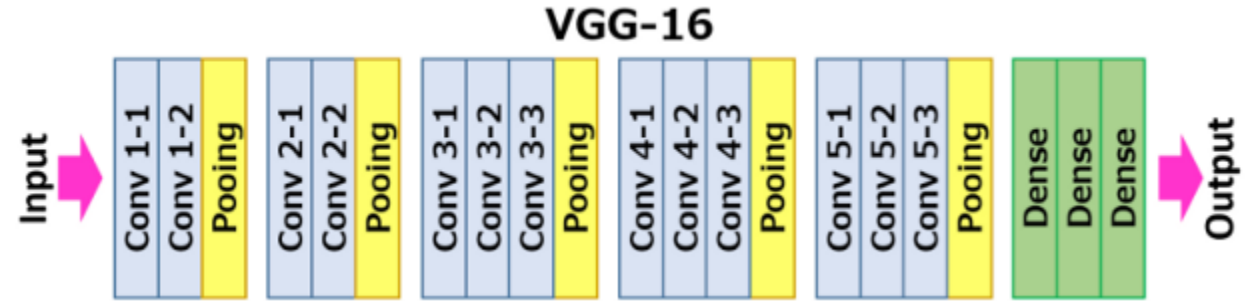 VGG-16
Input
Conv 1-1
Conv 1-2
Pooing
Conv 2-1
Conv 2-2
Pooing
Conv 3-1
Conv 3-2
Conv 3-3
Pooing
Conv 4-1
Conv 4-2
Conv 4-3
Pooing
Conv 5-1
Conv 5-2
Conv 5-3
Pooing
Dense
Dense
Dense
Output